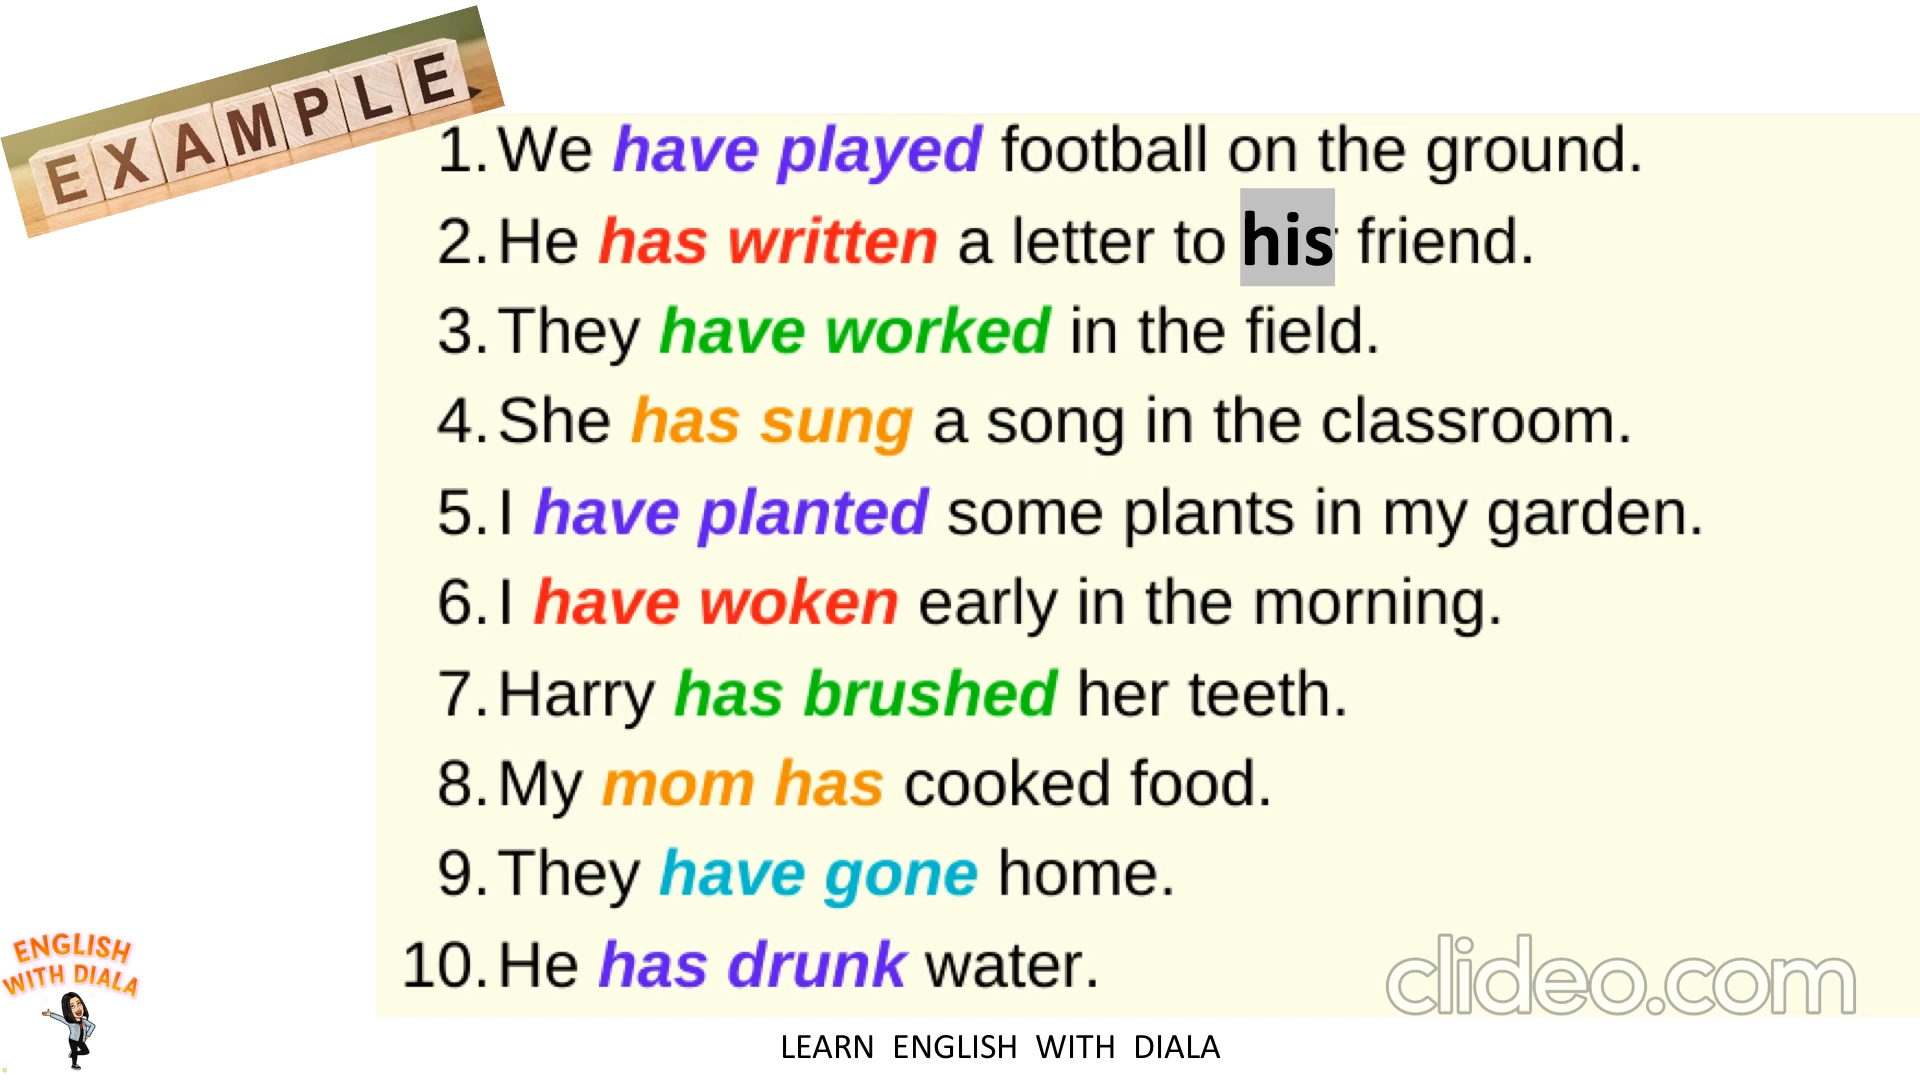 EXAMPLE
1. We have played football on the ground.
2. He has written a letter to his friend.
3. They have worked in the field.
4. She has sung a song in the classroom.
5. I have planted some plants in my garden.
6. I have woken early in the morning.
7. Harry has brushed her teeth.
8. My mom has cooked food.
9. They have gone home.
10. He has drunk water.
ENGLISH
WITH DIALA
clideo.com
LEARN ENGLISH WITH DIALA